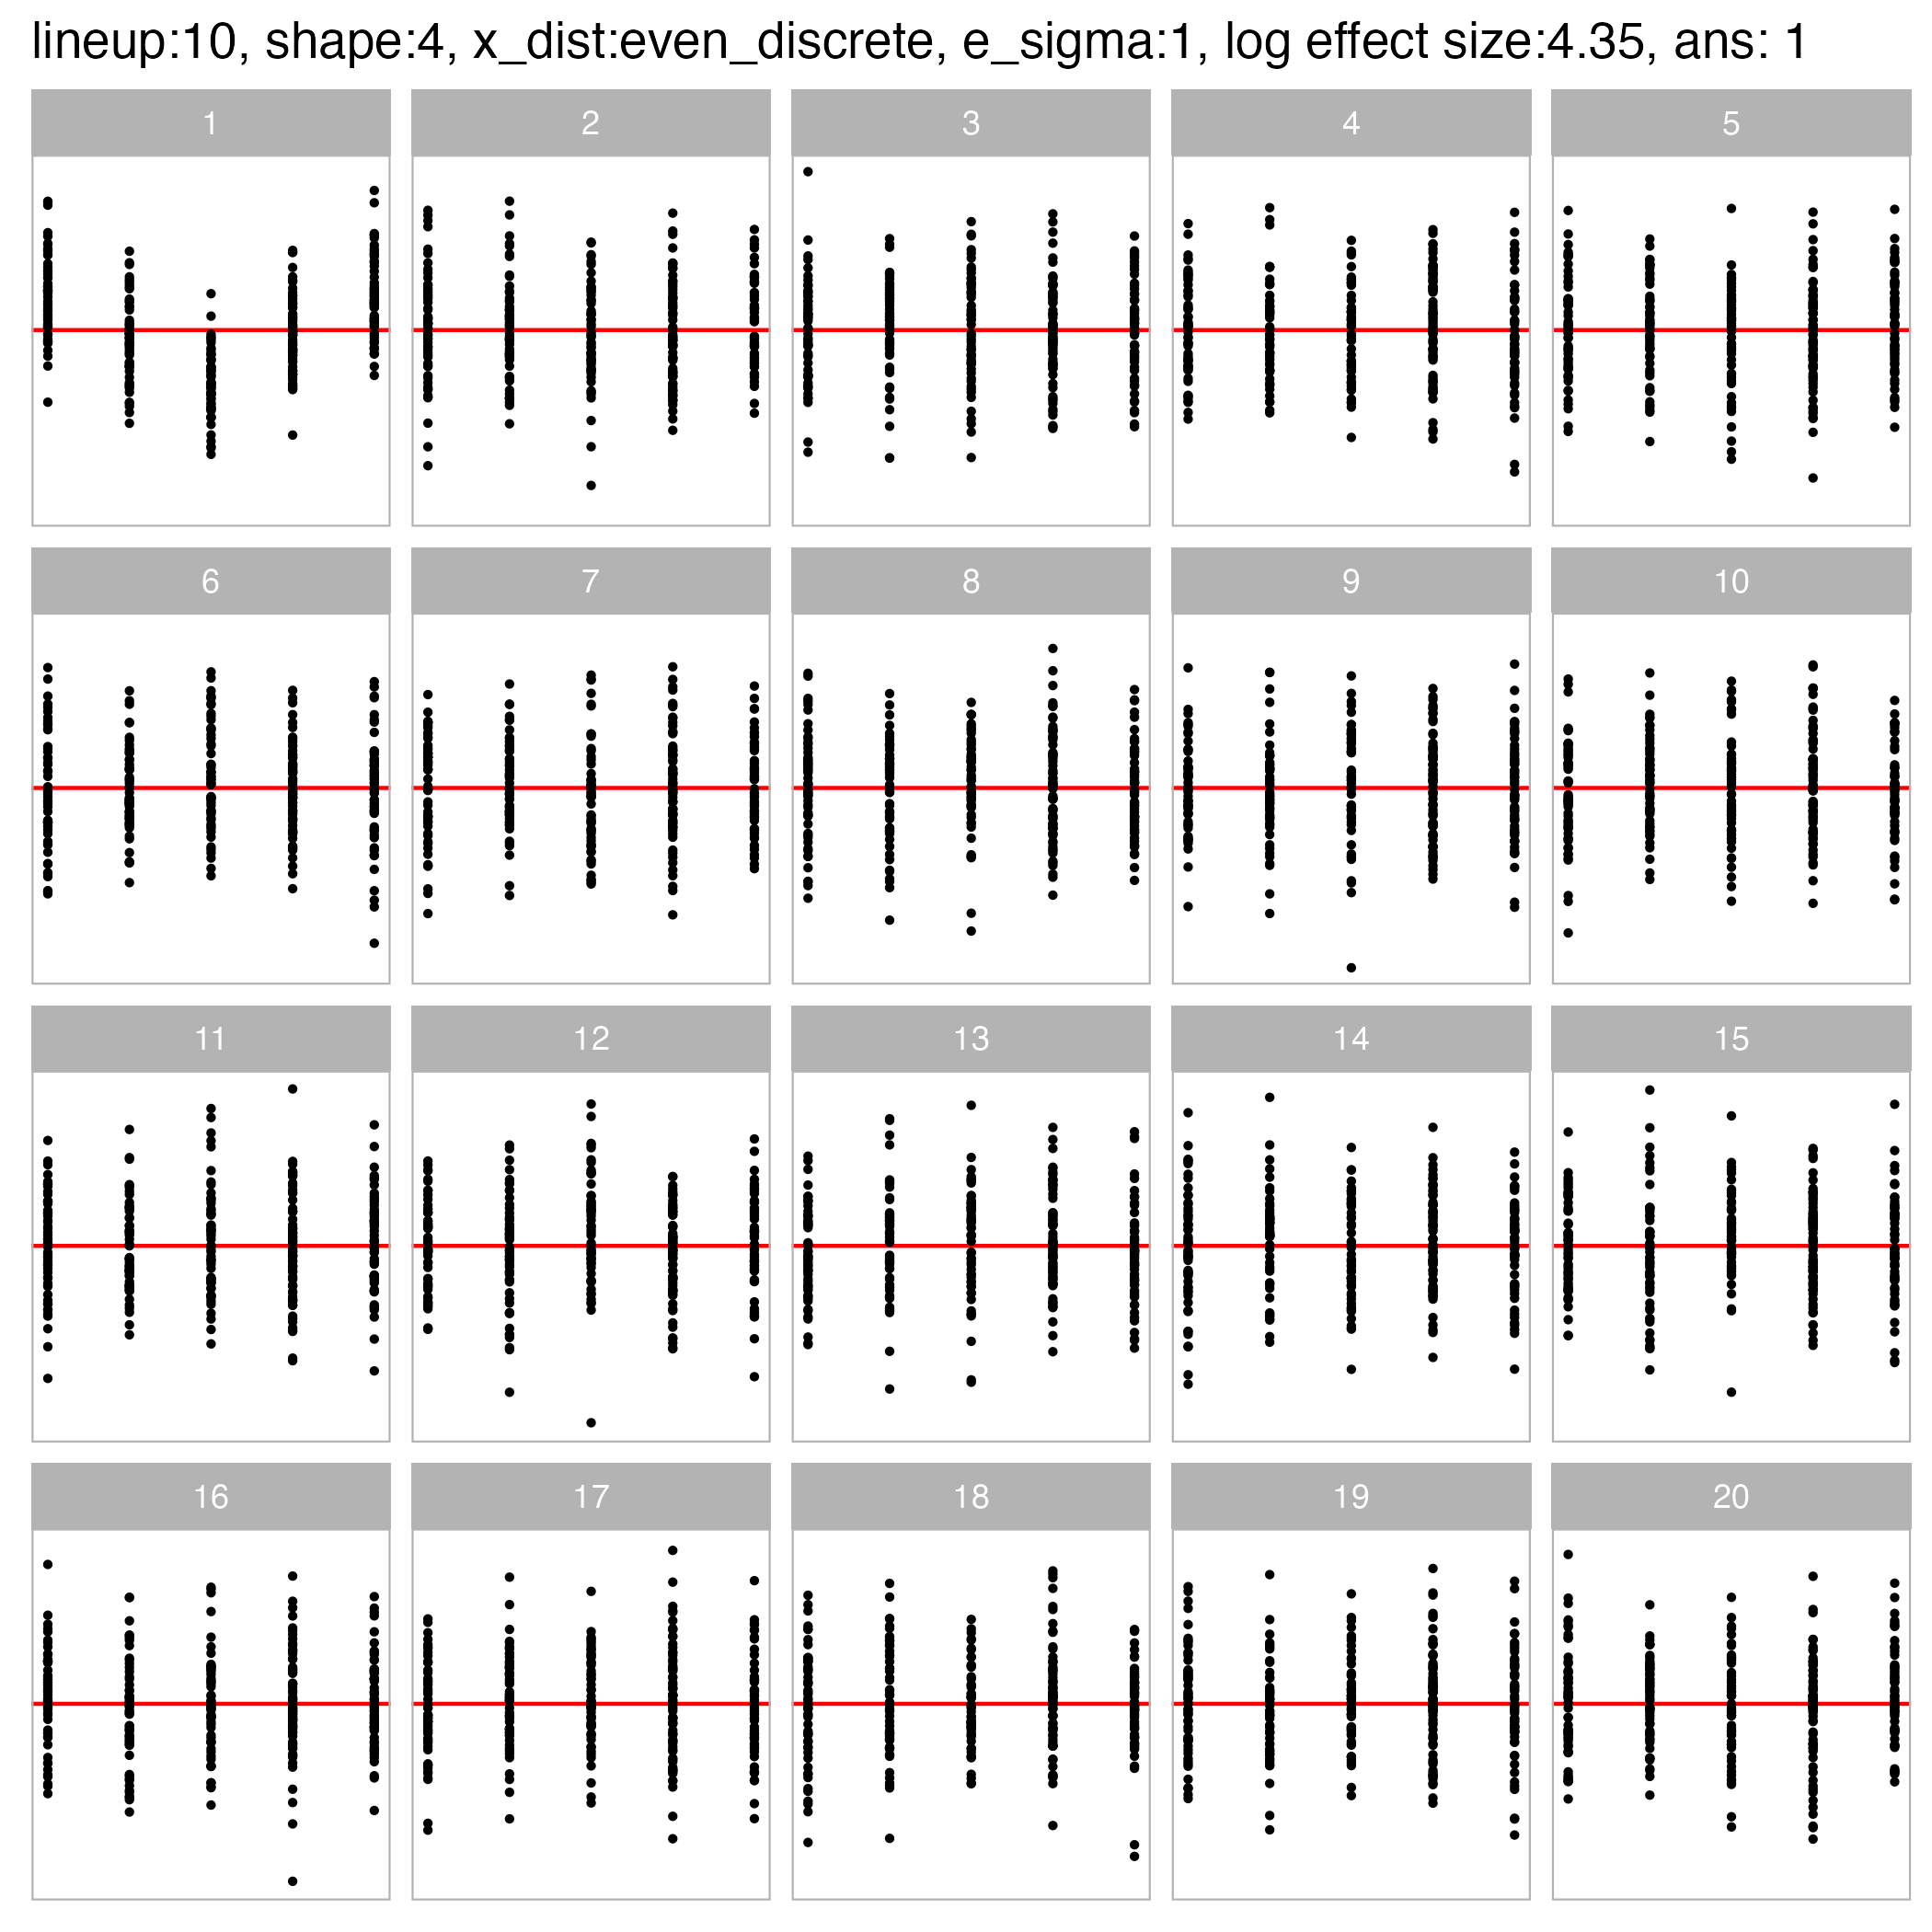 lineup:10, shape:4, x_dist:even_discrete, e_sigma:1, log effect size:4.35, ans: 1
1 2 3 4 5
6 7 8 9 10
11 12 13 14 15
16 17 18 19 20